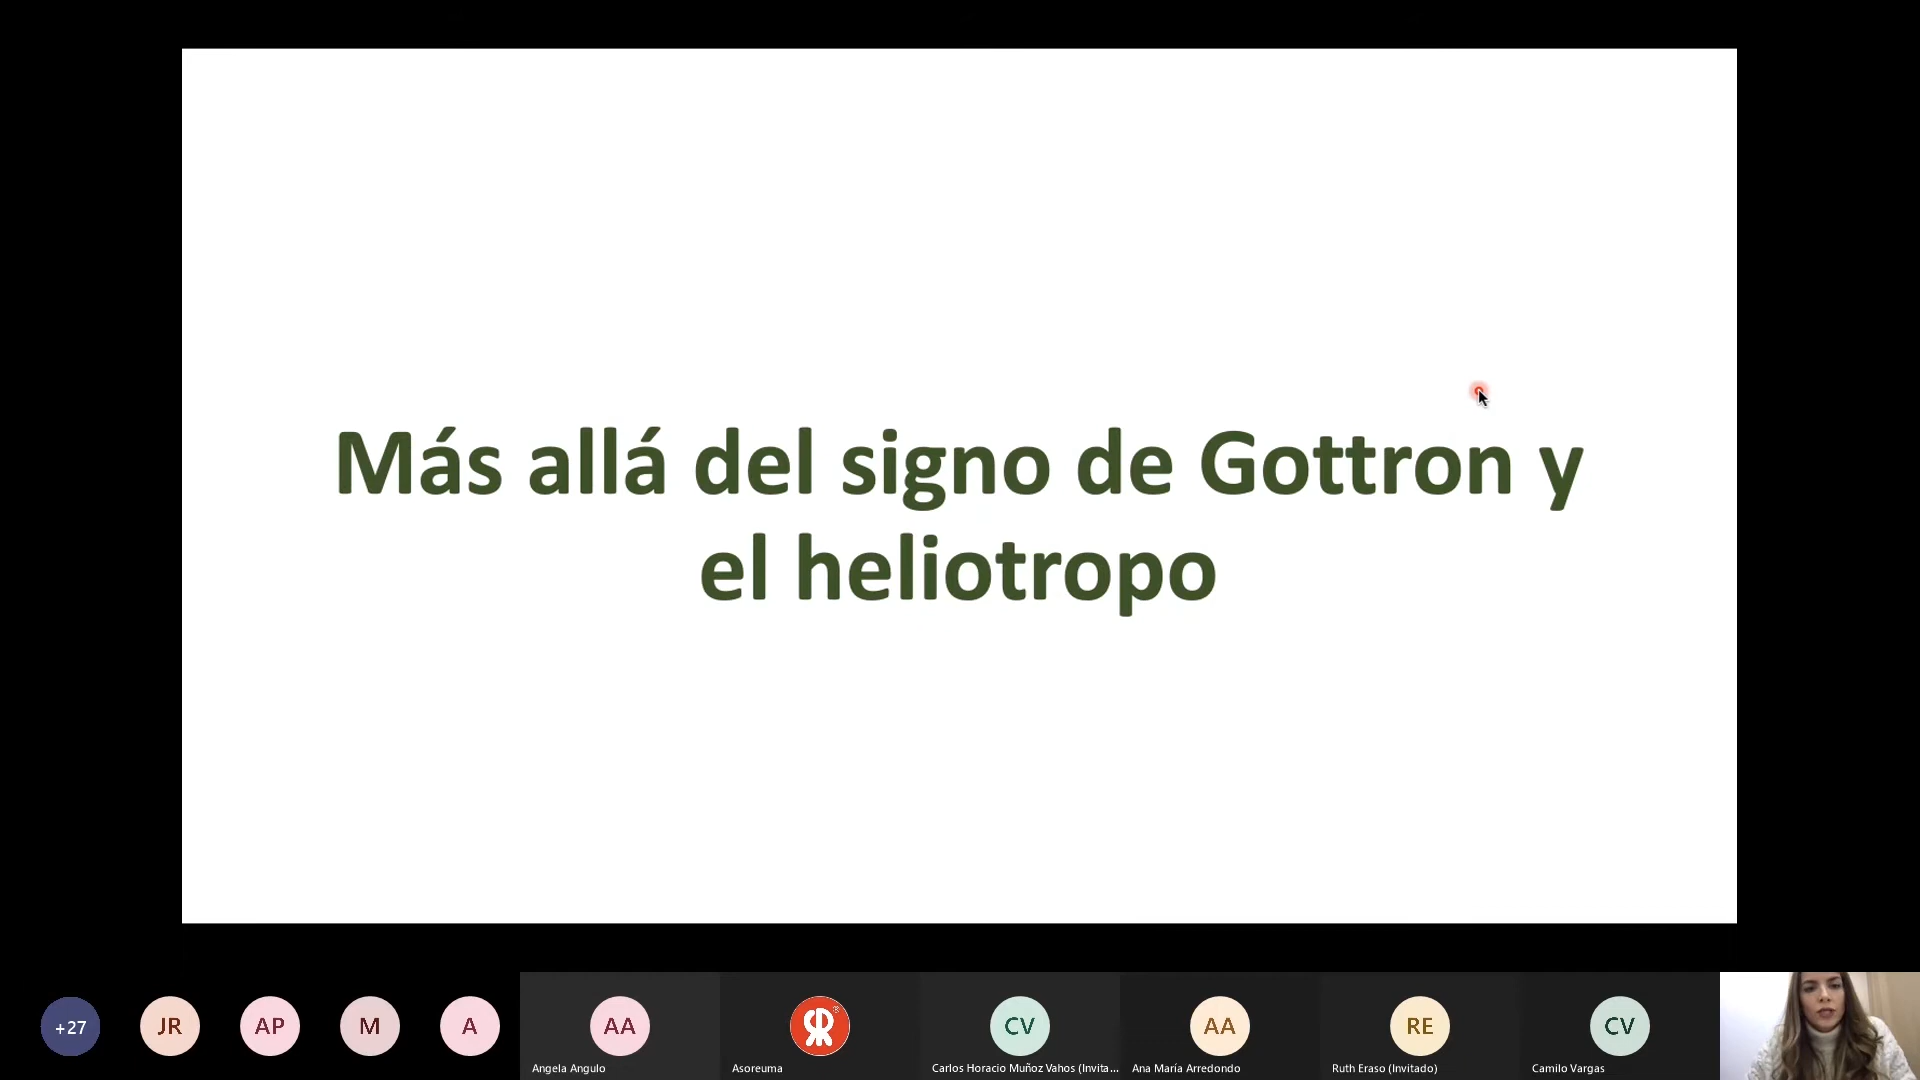 Más allá del signo de Gottron y
el heliotropo
+27
JR
AP
M
A
AA
CV
AA
RE
CV
Angela Angulo
Asoreuma
Carlos Horacio Muñoz Vahos (Invita...
Ana María Arredondo
Ruth Eraso (Invitado)
Camilo Vargas